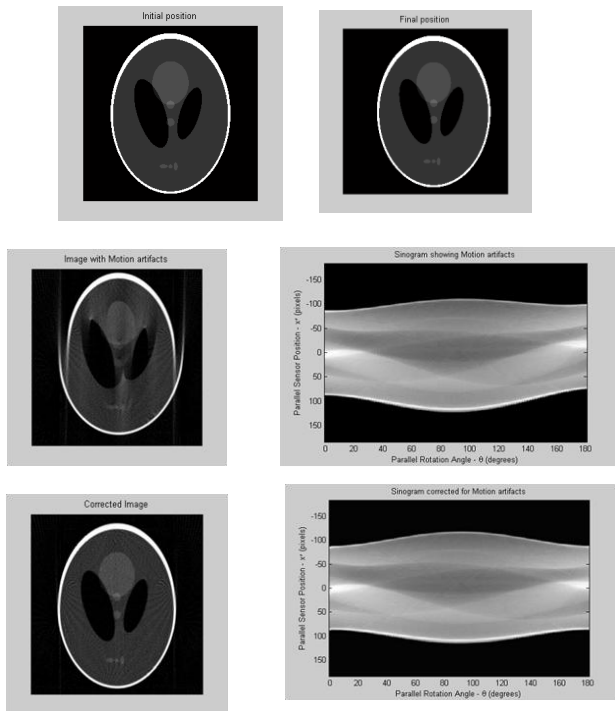 Initial position
Final position
Image with Motion artifacts
Sinogram showing Motion artifacts
-150
-100
-50
0
50
100
150
Parallel Sensor Position - x' (pixels)
0 20 40 60 80 100 120 140 160 180
Parallel Rotation Angle - θ (degrees)
Corrected Image
Sinogram corrected for Motion artifacts
-150
-100
-50
0
50
100
150
Parallel Sensor Position - x' (pixels)
0 20 40 60 80 100 120 140 160 180
Parallel Rotation Angle - θ (degrees)